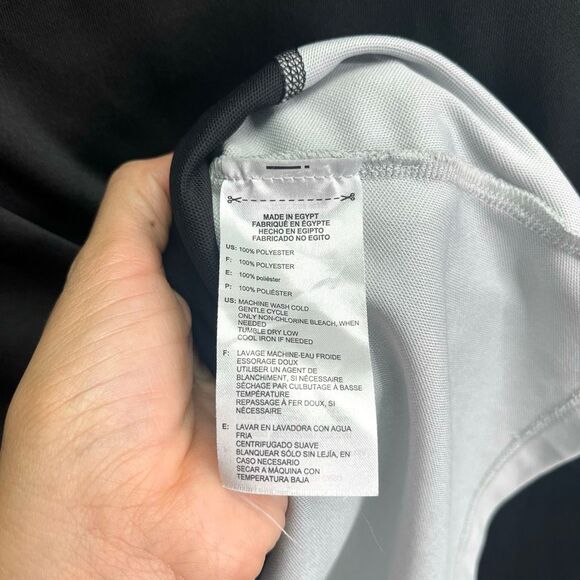 MADE IN EGYPT
FABRIQUÉ EN ÉGYPTE
HECHO EN EGIPTO
FABRICADO NO EGITO
US: 100% POLYESTER
F: 100% POLYESTER
E: 100% poliéster
P: 100% POLIÉSTER
US: MACHINE WASH COLD
GENTLE CYCLE
ONLY NON-CHLORINE BLEACH, WHEN
NEEDED
TUMBLE DRY LOW
COOL IRON IF NEEDED
F: LAVAGE MACHINE-EAU FROIDE
ESSORAGE DOUX
UTILISER UN AGENT DE
BLANCHIMENT, SI NÉCESSAIRE
SÉCHAGE PAR CULBUTAGE À BASSE
TEMPÉRATURE
REPASSAGE À FER DOUX, SI
NÉCESSAIRE
E: LAVAR EN LAVADORA CON AGUA
FRIA
CENTRIFUGADO SUAVE
BLANQUEAR SÓLO SIN LEJÍA, EN
CASO NECESARIO
SECAR A MÁQUINA CON
TEMPERATURA BAJA